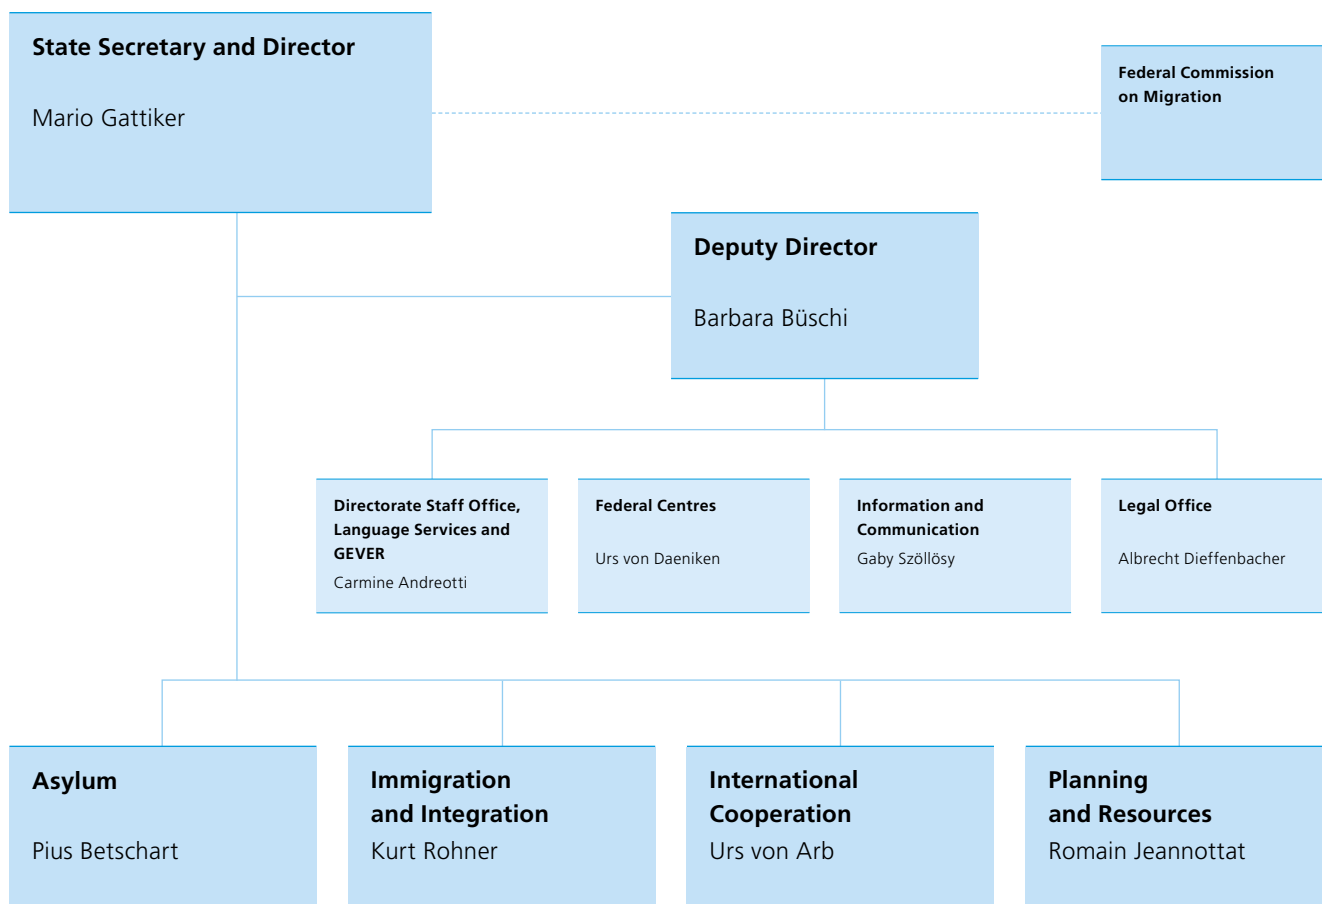 State Secretary and Director
Mario Gattiker
Federal Commission
on Migration
Deputy Director
Barbara Büschi
Directorate Staff Office,
Language Services and
GEVER
Carmine Andreotti
Federal Centres
Urs von Daeniken
Information and
Communication
Gaby Szöllösy
Legal Office
Albrecht Dieffenbacher
Asylum
Pius Betschart
Immigration
and Integration
Kurt Rohner
International
Cooperation
Urs von Arb
Planning
and Resources
Romain Jeannottat